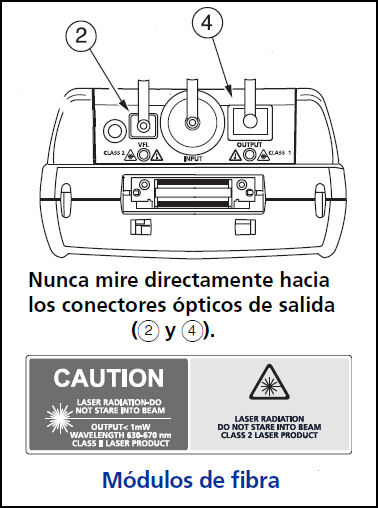 2
4
VFL
OUTPUT
CLASS 2
INPUT
CLASS 1
Nunca mire directamente hacia
los conectores ópticos de salida
(2 y 4).
CAUTION
LASER RADIATION-DO
NOT STARE INTO BEAM
OUTPUT< 1mW
WAVELENGTH 630-670 nm
CLASS II LASER PRODUCT
LASER RADIATION
DO NOT STARE INTO BEAM
CLASS 2 LASER PRODUCT
Módulos de fibra